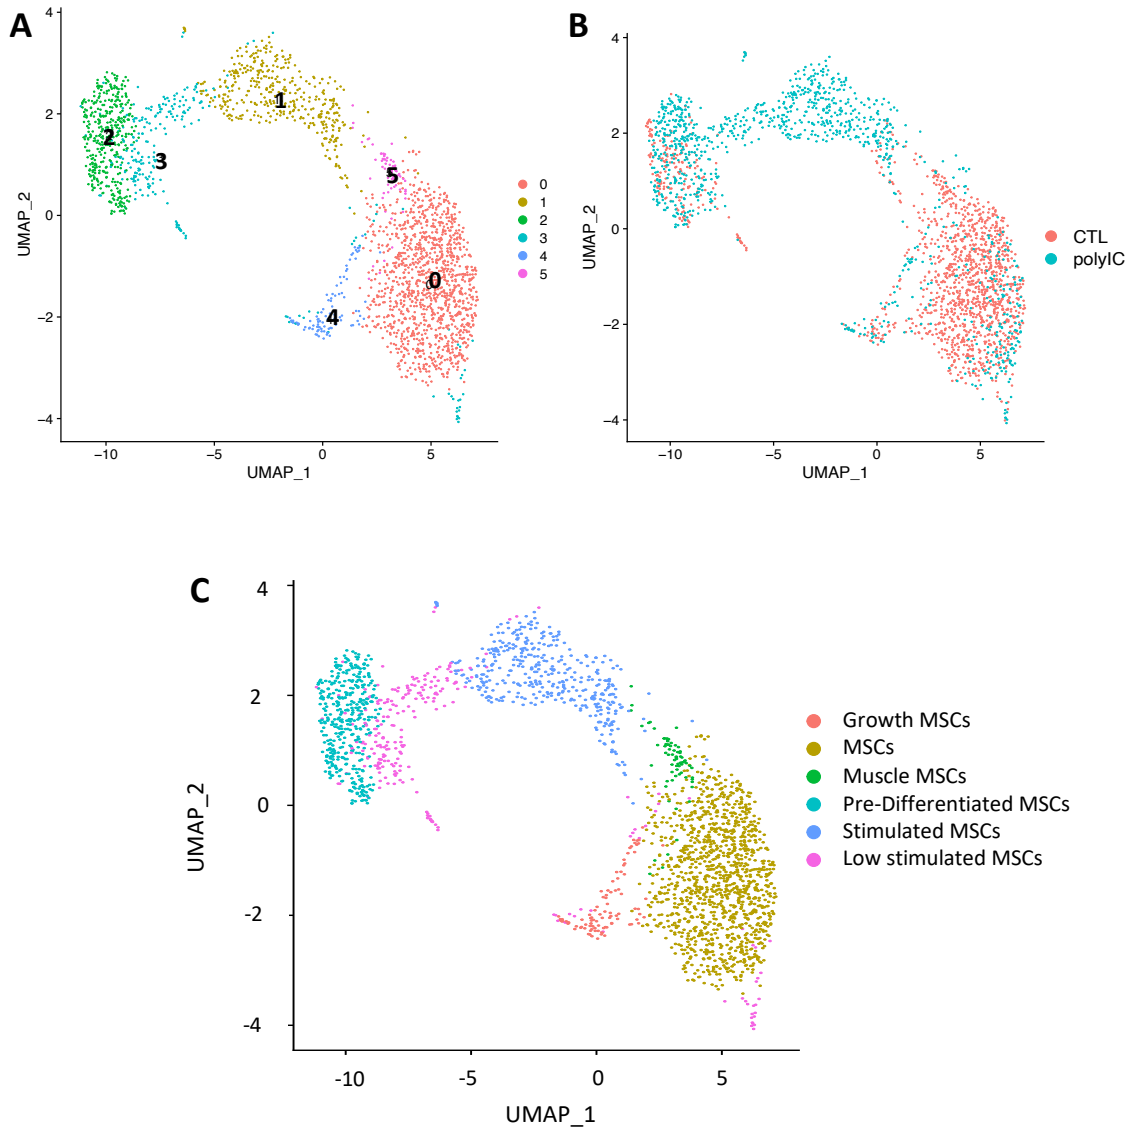 A
B
4
2
0
−2
−4
UMAP_2
−10
−5
0
5
UMAP_1
1
2
3
5
0
4
0
1
2
3
4
5
4
2
0
−2
−4
UMAP_2
−10
−5
0
5
UMAP_1
CTL
polyIC
C
4
2
0
-2
-4
UMAP_2
-10
-5
0
5
UMAP_1
Growth MSCs
MSCs
Muscle MSCs
Pre-Differentiated MSCs
Stimulated MSCs
Low stimulated MSCs